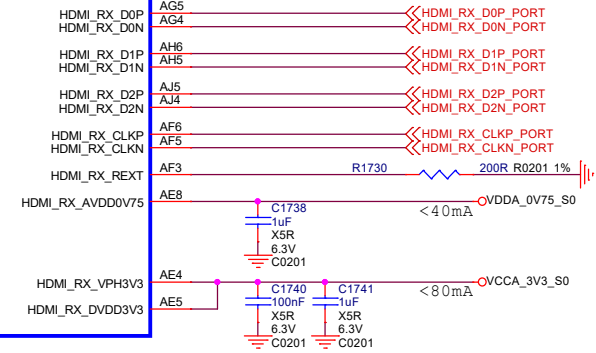 HDMI_RX_D0P AG5 HDMI_RX_D0P_PORT
HDMI_RX_D0N AG4 HDMI_RX_D0N_PORT
HDMI_RX_D1P AH6 HDMI_RX_D1P_PORT
HDMI_RX_D1N AH5 HDMI_RX_D1N_PORT
HDMI_RX_D2P AJ5 HDMI_RX_D2P_PORT
HDMI_RX_D2N AJ4 HDMI_RX_D2N_PORT
HDMI_RX_CLKP AF6 HDMI_RX_CLKP_PORT
HDMI_RX_CLKN AF5 HDMI_RX_CLKN_PORT
HDMI_RX_REXT AF3 R1730 200R R0201 1%
HDMI_RX_AVDD0V75 AE8 VDDA_0V75_S0
C1738 <40mA
1uF
X5R
6.3V
C0201
HDMI_RX_VPH3V3 AE4 VCCA_3V3_S0
C1740 C1741 <80mA
HDMI_RX_DVDD3V3 AE5 100nF 1uF
X5R X5R
6.3V 6.3V
C0201 C0201